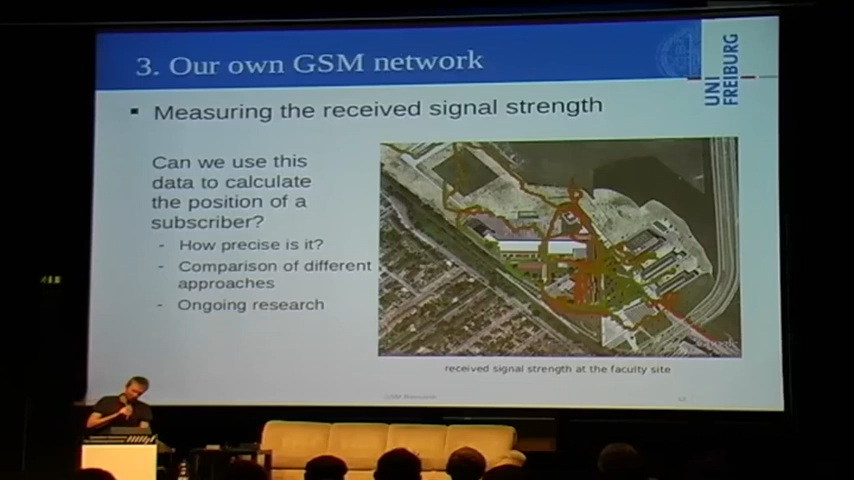 3. Our own GSM network
UNI
FREIBURG
▪ Measuring the received signal strength
Can we use this
data to calculate
the position of a
subscriber?
- How precise is it?
- Comparison of different
approaches
- Ongoing research
Google
received signal strength at the faculty site